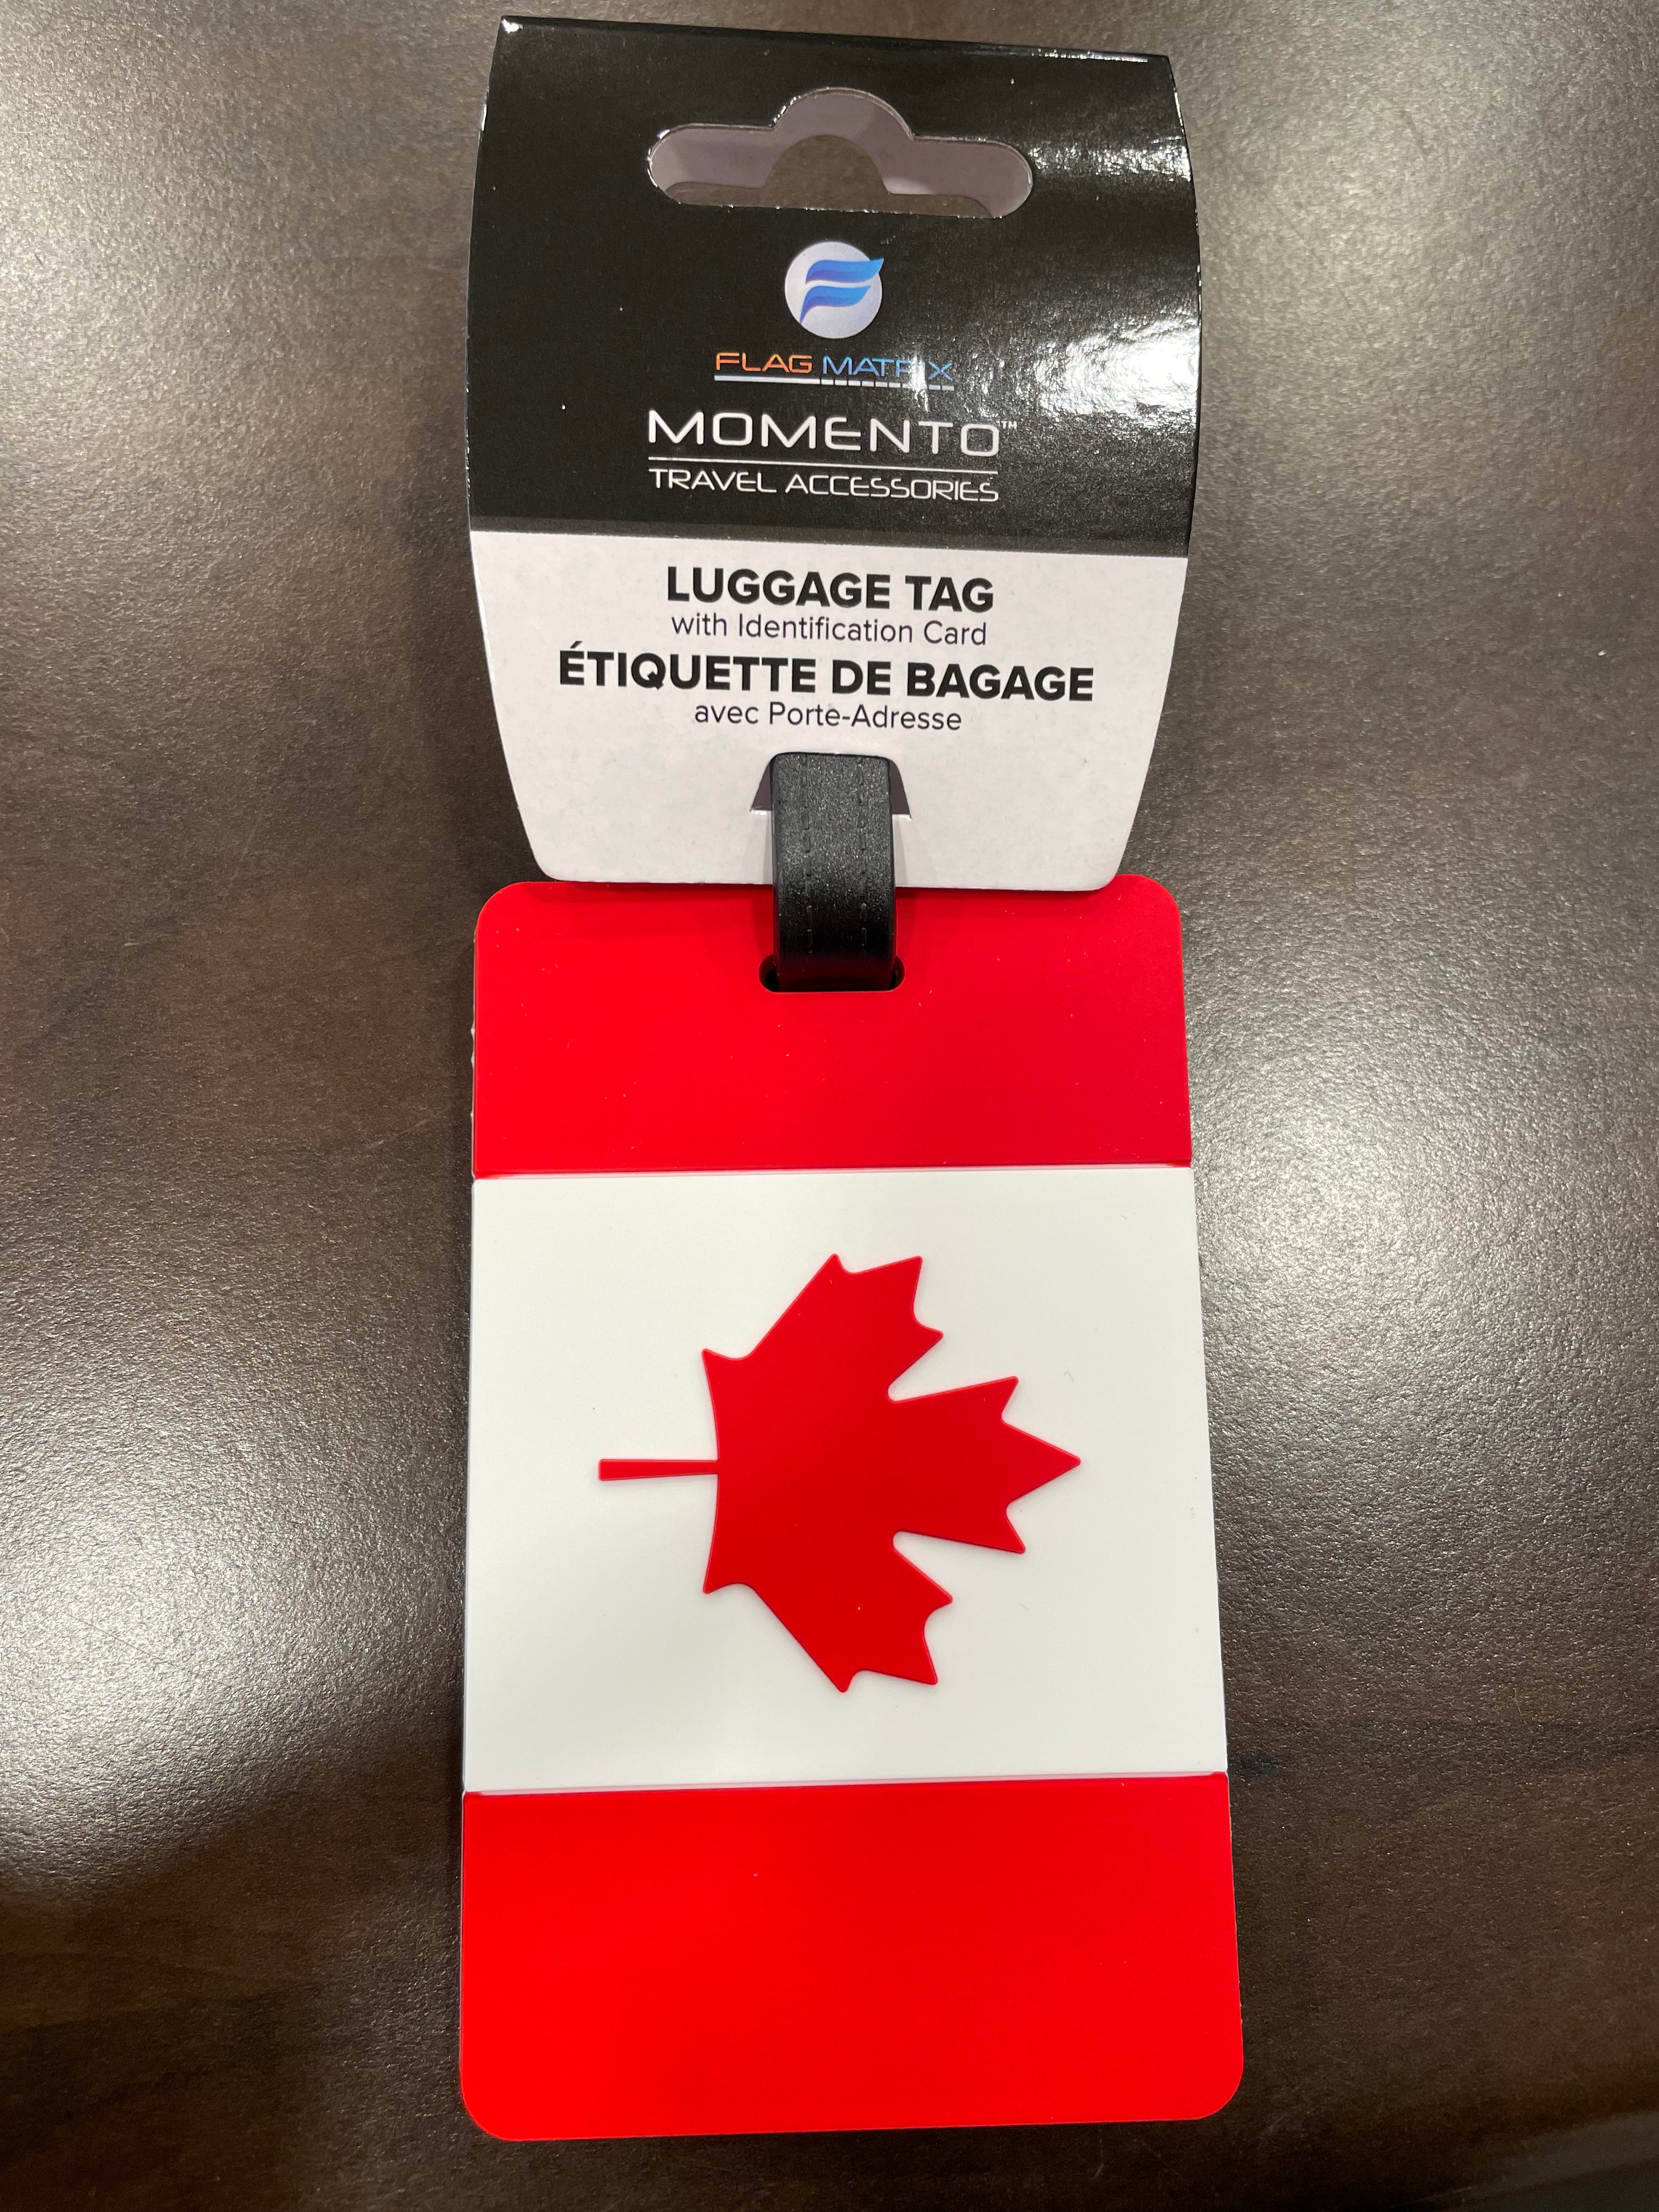 FLAG MATRIX
MOMENTO™
TRAVEL ACCESSORIES
LUGGAGE TAG
with Identification Card
ÉTIQUETTE DE BAGAGE
avec Porte-Adresse